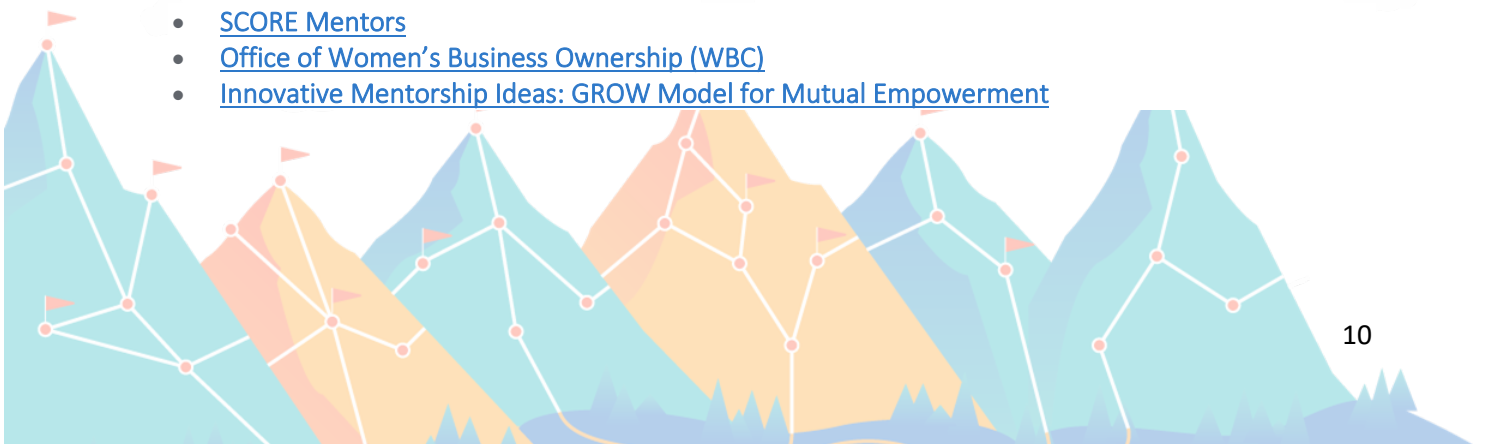 • SCORE Mentors
• Office of Women’s Business Ownership (WBC)
• Innovative Mentorship Ideas: GROW Model for Mutual Empowerment
10